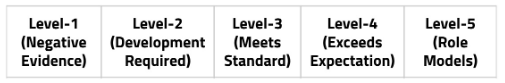 Level-1 (Negative Evidence)
Level-2 (Development Required)
Level-3 (Meets Standard)
Level-4 (Exceeds Expectation)
Level-5 (Role Models)